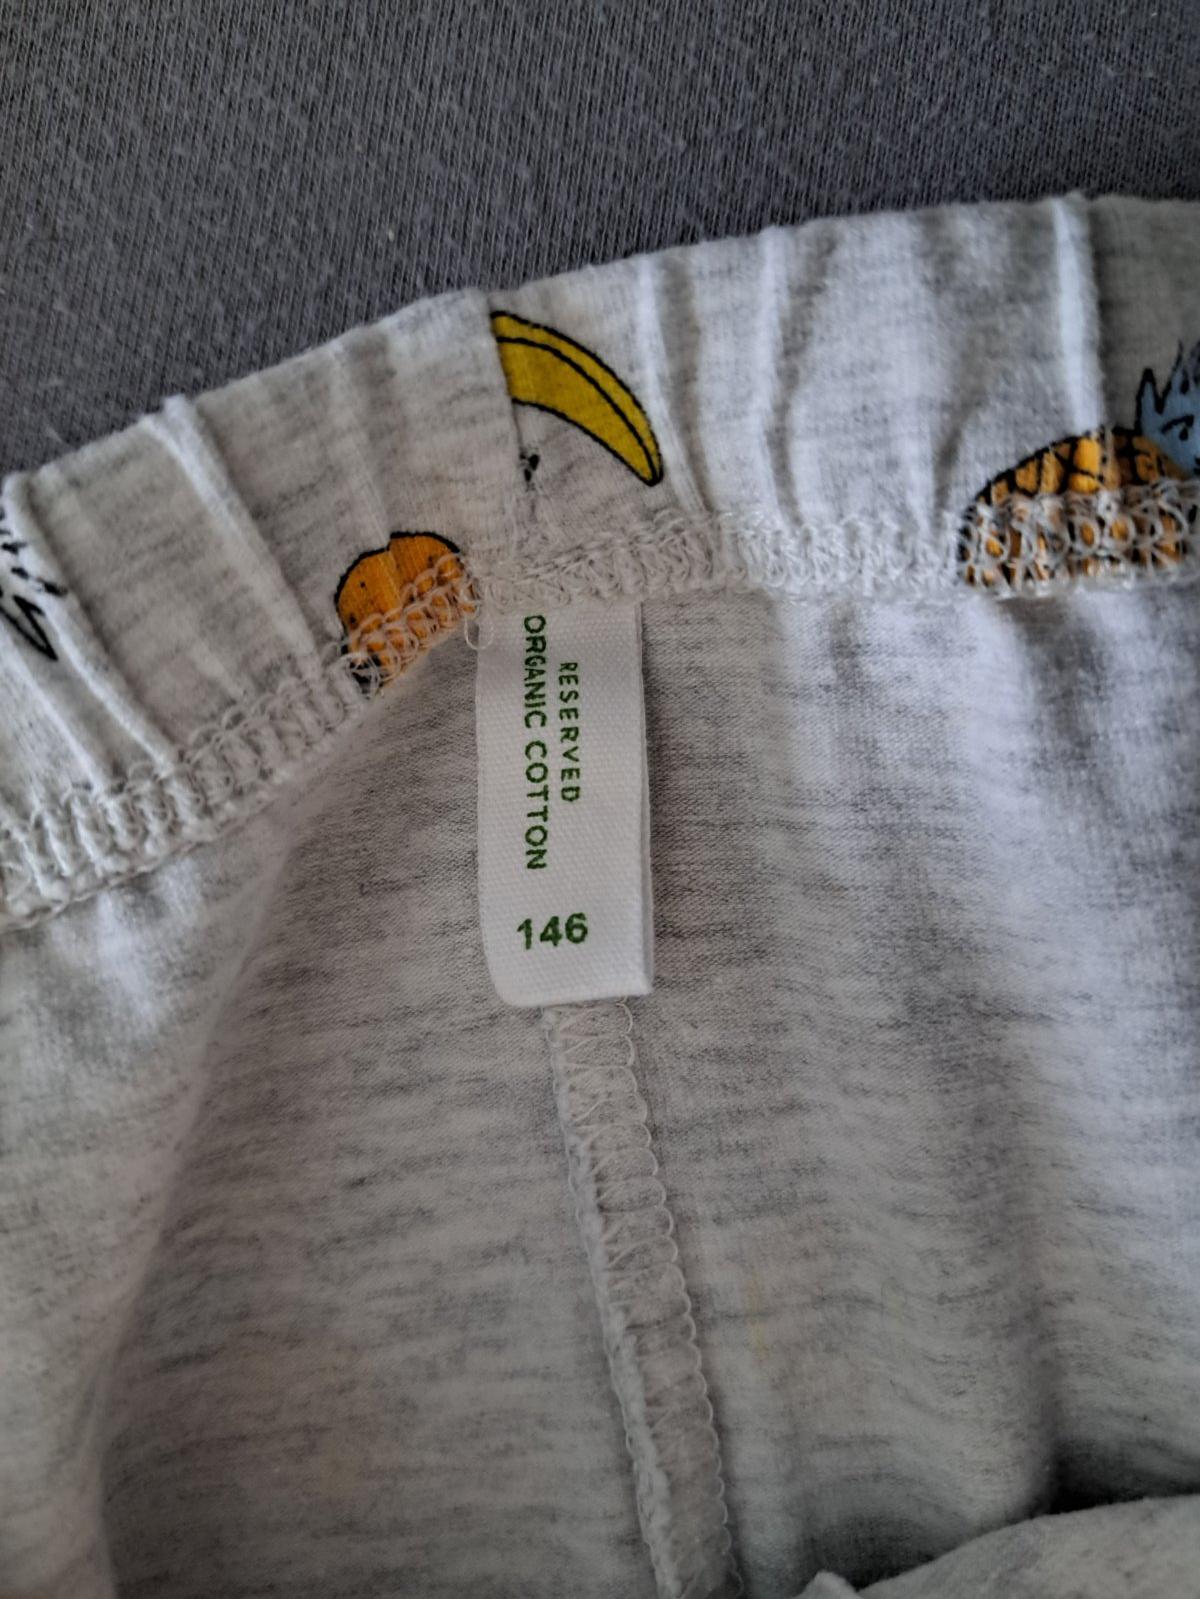 RESERVED
ORGANIC COTTON
146